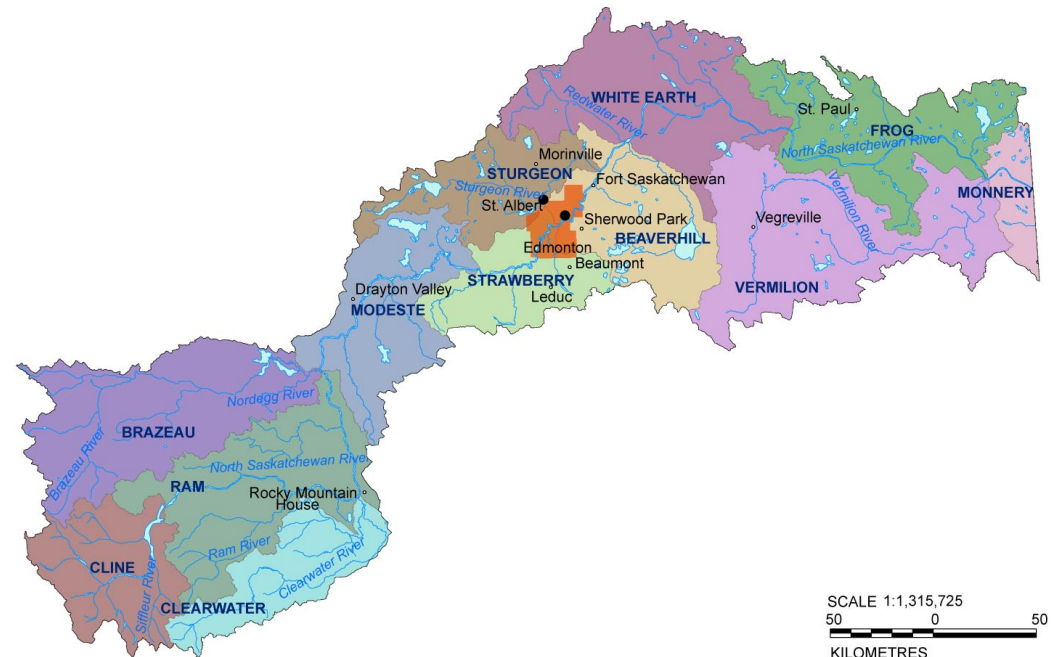 WHITE EARTH
Redwater River
St. Paul
FROG
North Saskatchewan River
Morinville
STURGEON
Sturgeon River
Fort Saskatchewan
MONNERY
St. Albert
Vermilion River
Sherwood Park
Vegreville
Edmonton
BEAVERHILL
Beaumont
STRAWBERRY
Leduc
VERMILION
Drayton Valley
MODESTE
Nordegg River
BRAZEAU
Brazeau River
North Saskatchewan River
RAM
Rocky Mountain
House
Ram River
CLINE
Clearwater River
Siffleur River
CLEARWATER
SCALE 1:1,315,725
50 0 50
KILOMETRES